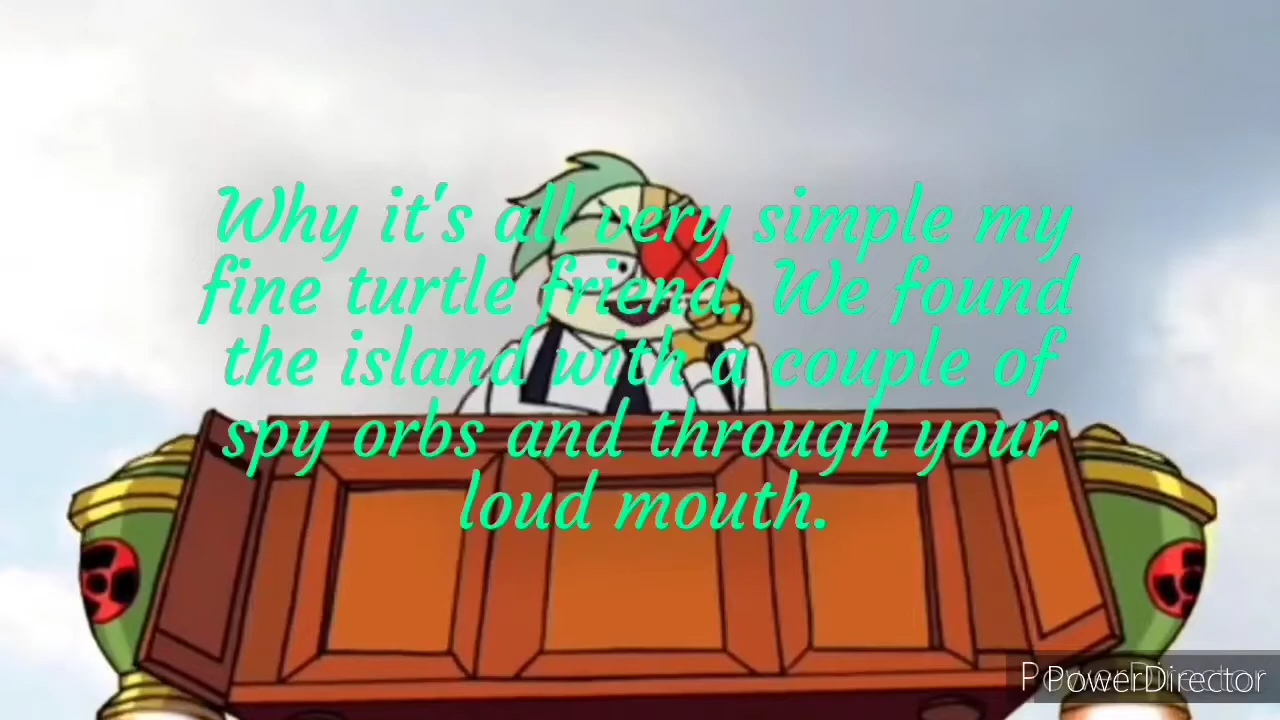 Why it's all very simple my
fine turtle friend. We found
the island with a couple of
spy orbs and through your
loud mouth.
PowerDirector